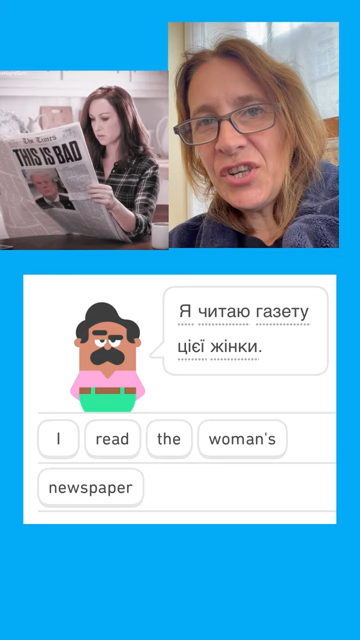 The Times
THIS IS BAD
Я читаю газету
цієї жінки.
I read the woman's
newspaper